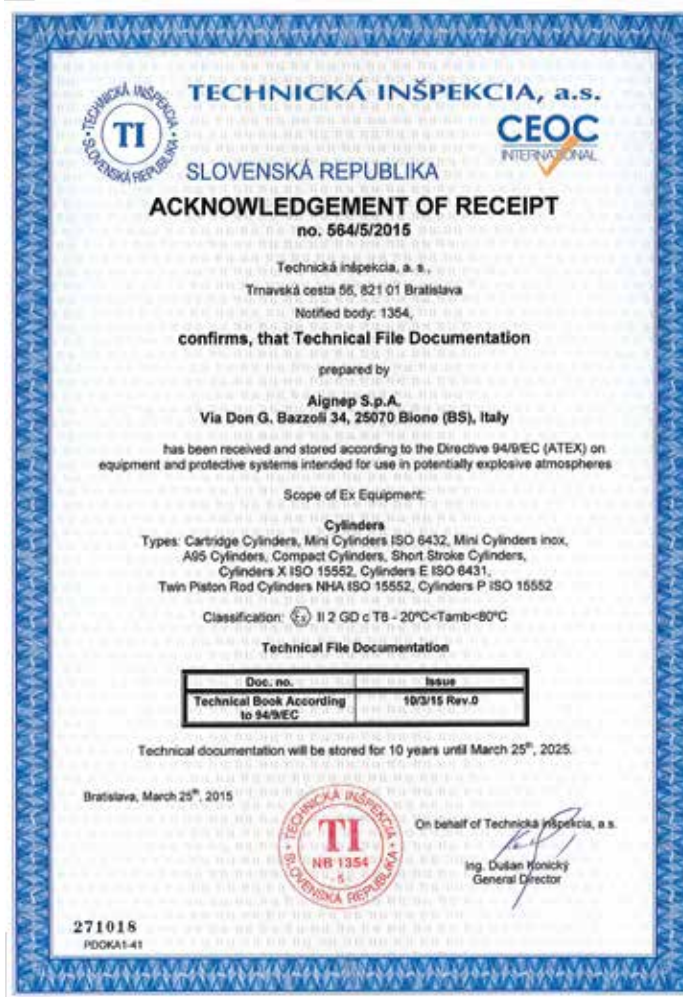 TECHNICKÁ INŠPEKCIA, a.s.
TECHNICKÁ INŠPEKCIA
TI
SLOVENSKÁ REPUBLIKA
CEOC
INTERNATIONAL
SLOVENSKÁ REPUBLIKA
ACKNOWLEDGEMENT OF RECEIPT
no. 564/5/2015
Technická inšpekcia, a. s.,
Trnavská cesta 56, 821 01 Bratislava
Notified body: 1354,
confirms, that Technical File Documentation
prepared by
Aignep S.p.A.
Via Don G. Bazzoli 34, 25070 Bione (BS), Italy
has been received and stored according to the Directive 94/9/EC (ATEX) on
equipment and protective systems intended for use in potentially explosive atmospheres
Scope of Ex Equipment:
Cylinders
Types: Cartridge Cylinders, Mini Cylinders ISO 6432, Mini Cylinders inox,
A95 Cylinders, Compact Cylinders, Short Stroke Cylinders,
Cylinders X ISO 15552, Cylinders E ISO 6431,
Twin Piston Rod Cylinders NHA ISO 15552, Cylinders P ISO 15552
Classification: Ex II 2 GD c T6 - 20ºC<Tamb<80ºC
Technical File Documentation
Doc. no. Issue
Technical Book According 10/3/15 Rev.0
to 94/9/EC
Technical documentation will be stored for 10 years until March 25th, 2025.
Bratislava, March 25th, 2015
TECHNICKÁ INŠPEKCIA
TI
NB 1354
- 5 -
SLOVENSKÁ REPUBLIKA
On behalf of Technická inšpekcia, a.s.
Ing. Dušan Konický
General Director
271018
PDOKA1-41